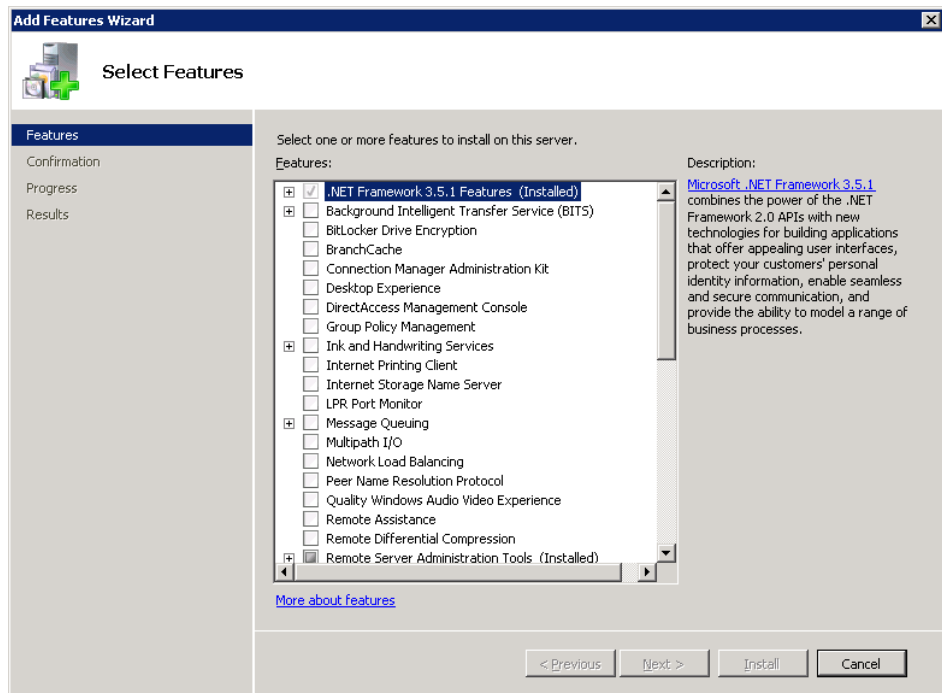 Add Features Wizard
Select Features
Features
Confirmation
Progress
Results
Select one or more features to install on this server.
Features:
.NET Framework 3.5.1 Features (Installed)
Background Intelligent Transfer Service (BITS)
BitLocker Drive Encryption
BranchCache
Connection Manager Administration Kit
Desktop Experience
DirectAccess Management Console
Group Policy Management
Ink and Handwriting Services
Internet Printing Client
Internet Storage Name Server
LPR Port Monitor
Message Queuing
Multipath I/O
Network Load Balancing
Peer Name Resolution Protocol
Quality Windows Audio Video Experience
Remote Assistance
Remote Differential Compression
Remote Server Administration Tools (Installed)
More about features
Description:
Microsoft .NET Framework 3.5.1
combines the power of the .NET
Framework 2.0 APIs with new
technologies for building applications
that offer appealing user interfaces,
protect your customers' personal
identity information, enable seamless
and secure communication, and
provide the ability to model a range of
business processes.
< Previous
Next >
Install
Cancel